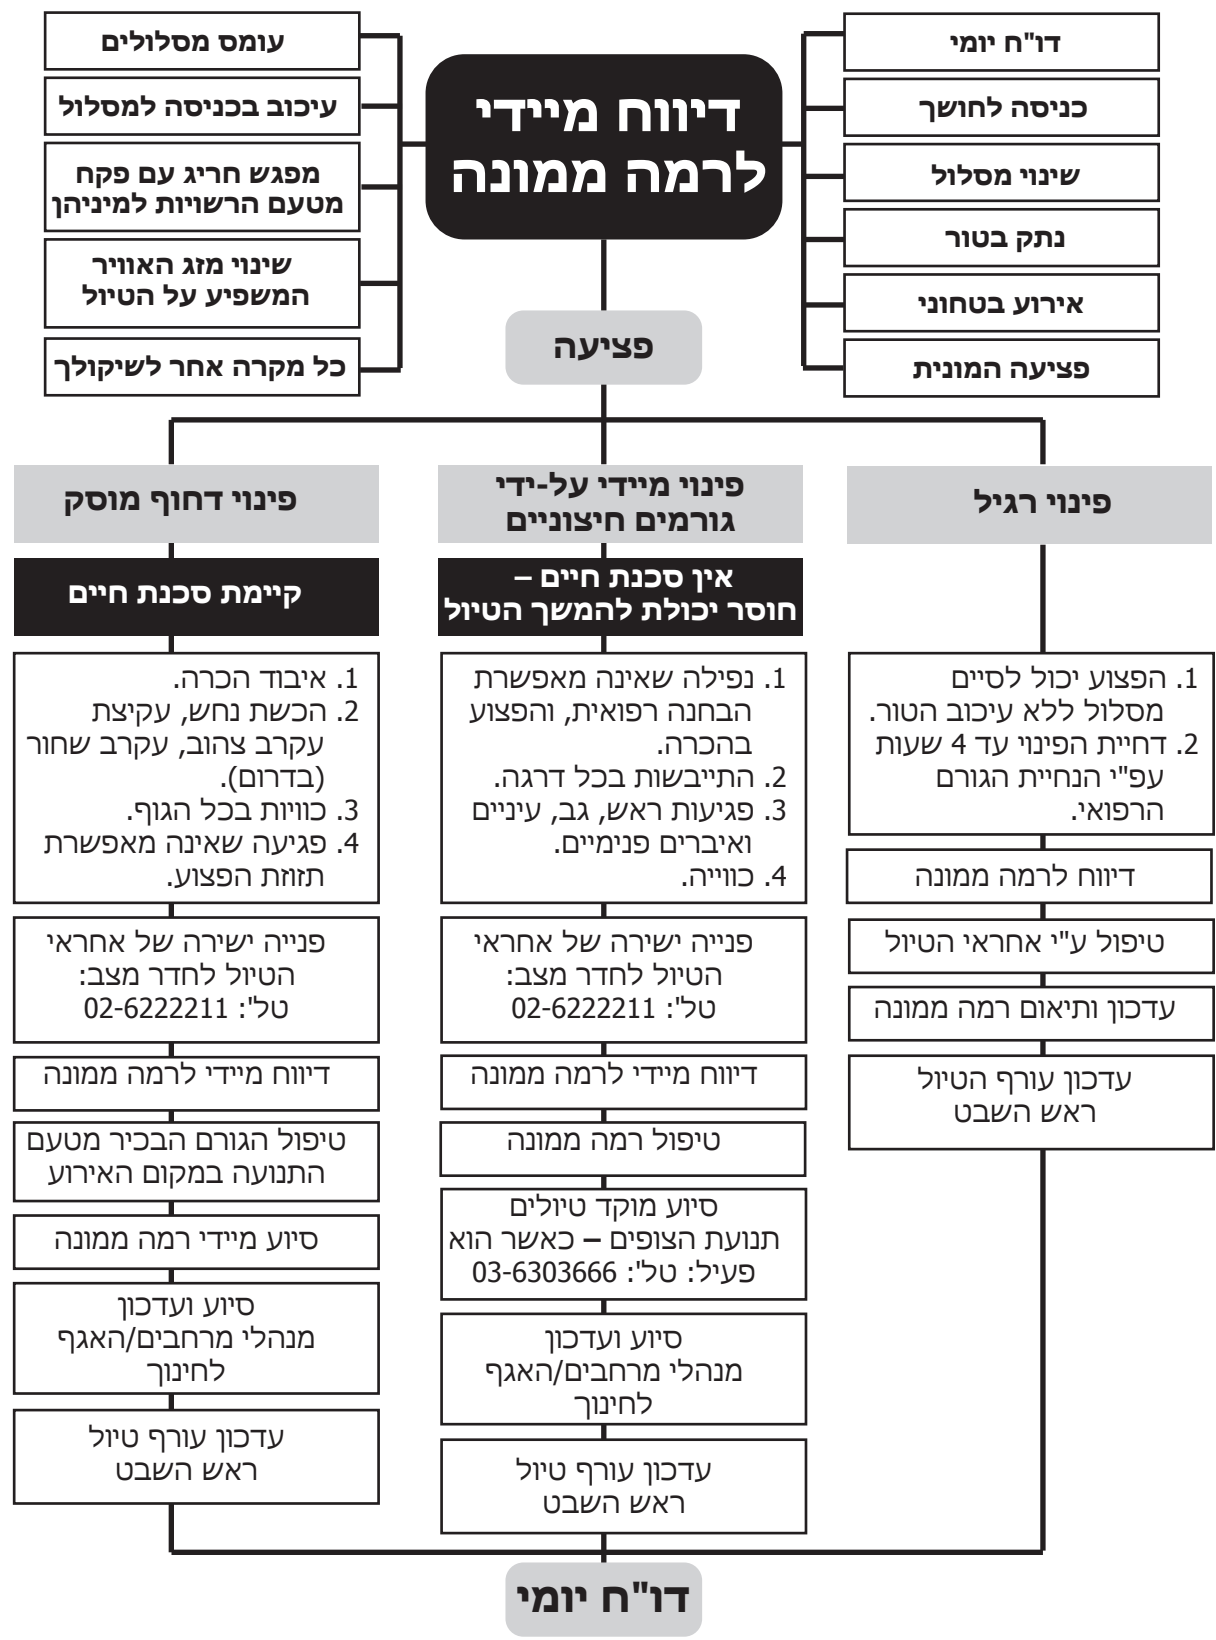 דיווח מיידי
לרמה ממונה
דו"ח יומי
כניסה לחושך
שינוי מסלול
נתק בטור
אירוע בטחוני
פציעה המונית
עומס מסלולים
עיכוב בכניסה למסלול
מפגש חריג עם פקח
מטעם הרשויות למיניהן
שינוי מזג האוויר
המשפיע על הטיול
כל מקרה אחר לשיקולך
פציעה
פינוי רגיל
1. הפצוע יכול לסיים
מסלול ללא עיכוב הטור.
2. דחיית הפינוי עד 4 שעות
עפ"י הנחיית הגורם
הרפואי.
דיווח לרמה ממונה
טיפול ע"י אחראי הטיול
עדכון ותיאום רמה ממונה
עדכון עורף הטיול
ראש השבט
פינוי מיידי על-ידי
גורמים חיצוניים
אין סכנת חיים –
חוסר יכולת להמשך הטיול
1. נפילה שאינה מאפשרת
הבחנה רפואית, והפצוע
בהכרה.
2. התייבשות בכל דרגה.
3. פגיעות ראש, גב, עיניים
ואיברים פנימיים.
4. כווייה.
פנייה ישירה של אחראי
הטיול לחדר מצב:
טל': 02-6222211
דיווח מיידי לרמה ממונה
טיפול רמה ממונה
סיוע מוקד טיולים
תנועת הצופים – כאשר הוא
פעיל: טל': 03-6303666
סיוע ועדכון
מנהלי מרחבים/האגף
לחינוך
עדכון עורף טיול
ראש השבט
פינוי דחוף מוסק
קיימת סכנת חיים
1. איבוד הכרה.
2. הכשת נחש, עקיצת
עקרב צהוב, עקרב שחור
(בדרום).
3. כוויות בכל הגוף.
4. פגיעה שאינה מאפשרת
תזוזת הפצוע.
פנייה ישירה של אחראי
הטיול לחדר מצב:
טל': 02-6222211
דיווח מיידי לרמה ממונה
טיפול הגורם הבכיר מטעם
התנועה במקום האירוע
סיוע מיידי רמה ממונה
סיוע ועדכון
מנהלי מרחבים/האגף
לחינוך
עדכון עורף טיול
ראש השבט
דו"ח יומי